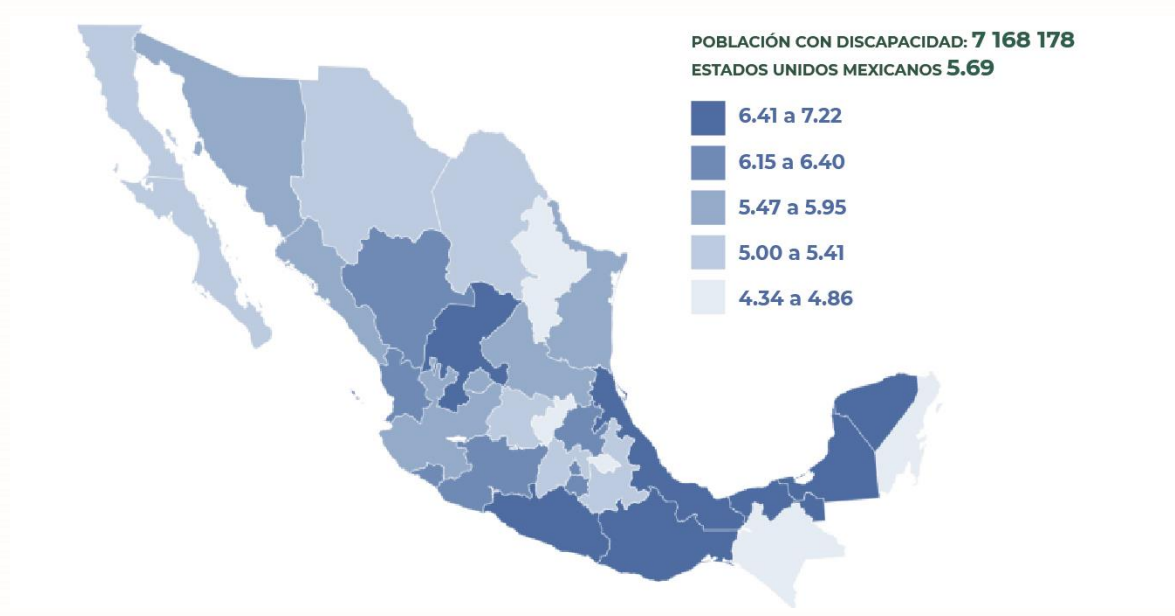 POBLACIÓN CON DISCAPACIDAD: 7 168 178
ESTADOS UNIDOS MEXICANOS 5.69
6.41 a 7.22
6.15 a 6.40
5.47 a 5.95
5.00 a 5.41
4.34 a 4.86